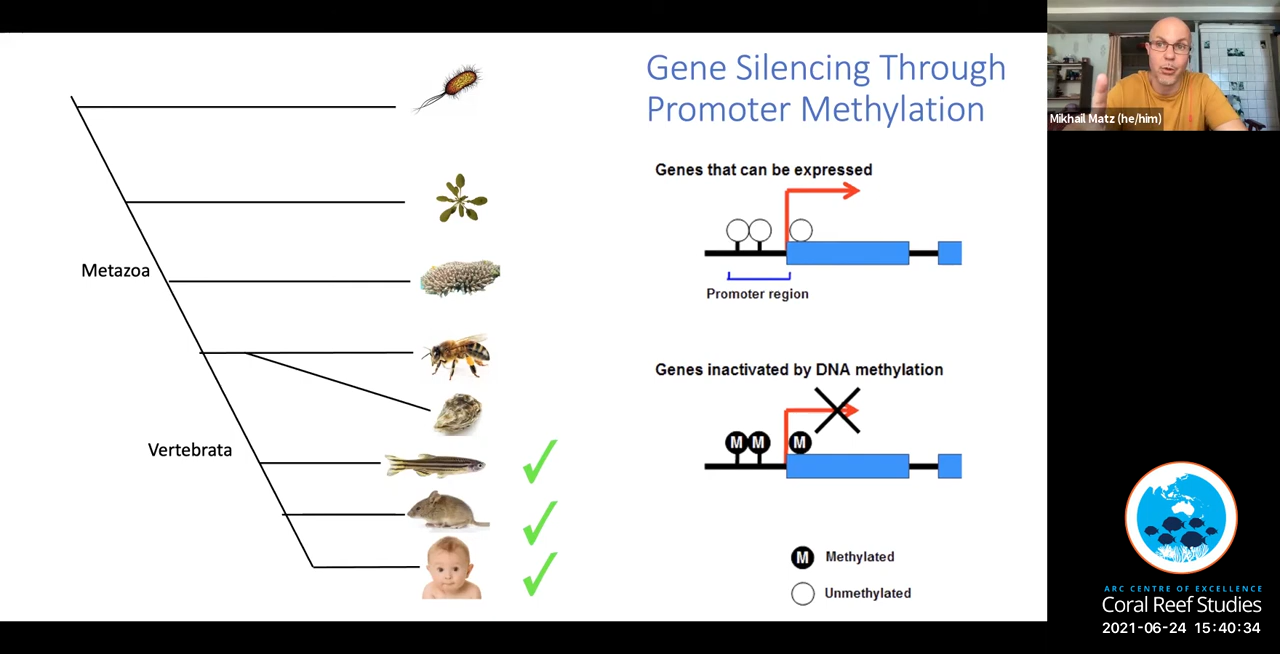 Gene Silencing Through
Promoter Methylation
Mikhail Matz (he/him)
Genes that can be expressed
Promoter region
Metazoa
Genes inactivated by DNA methylation
M M M
Vertebrata
M Methylated
Unmethylated
ARC CENTRE OF EXCELLENCE
Coral Reef Studies
2021-06-24 15:40:34